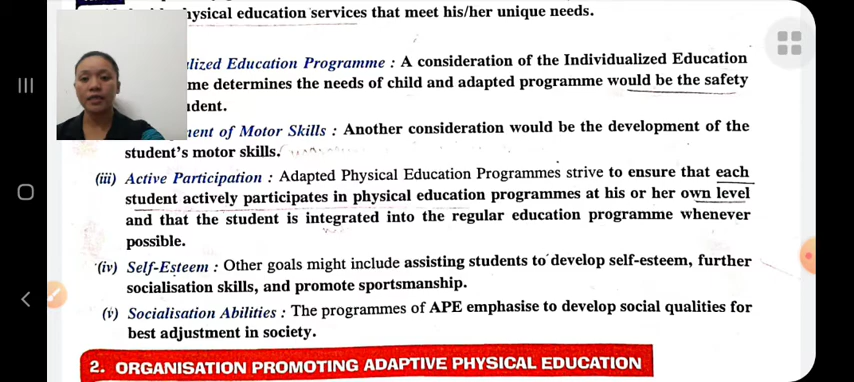 hysical education services that meet his/her unique needs.
lized Education Programme : A consideration of the Individualized Education
me determines the needs of child and adapted programme would be the safety
udent.
ment of Motor Skills : Another consideration would be the development of the
student's motor skills.
(iii) Active Participation : Adapted Physical Education Programmes strive to ensure that each
student actively participates in physical education programmes at his or her own level
and that the student is integrated into the regular education programme whenever
possible.
(iv) Self-Esteem : Other goals might include assisting students to develop self-esteem, further
socialisation skills, and promote sportsmanship.
(v) Socialisation Abilities : The programmes of APE emphasise to develop social qualities for
best adjustment in society.
2. ORGANISATION PROMOTING ADAPTIVE PHYSICAL EDUCATION